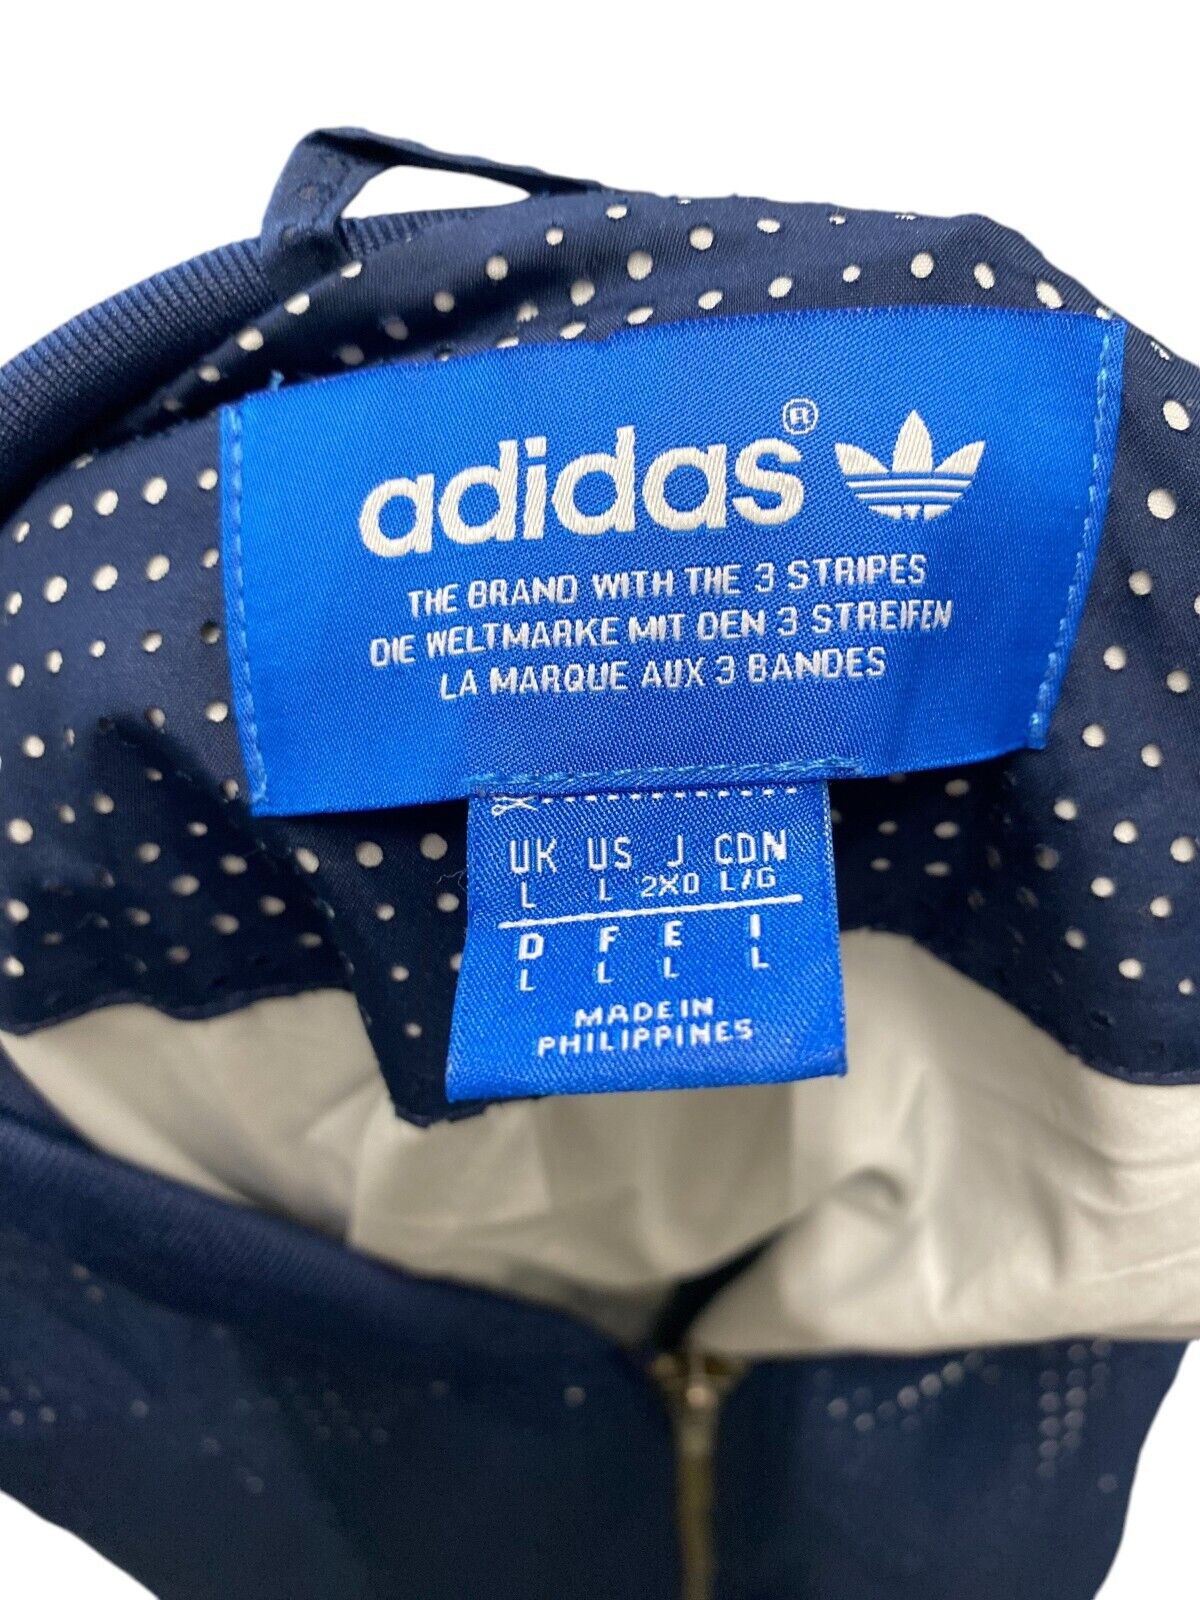 adidas®
THE BRAND WITH THE 3 STRIPES
DIE WELTMARKE MIT DEN 3 STREIFEN
LA MARQUE AUX 3 BANDES
UK US J CDN
L L 2XO L/G
D F E I
L L L L
MADE IN
PHILIPPINES